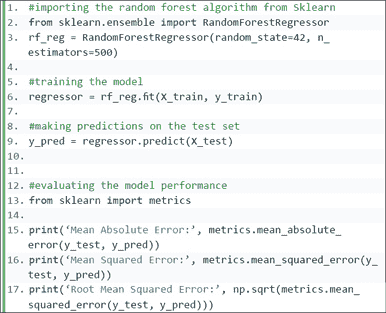 1. #importing the random forest algorithm from Sklearn
2. from sklearn.ensemble import RandomForestRegressor
3. rf_reg = RandomForestRegressor(random_state=42, n_
estimators=500)
4.
5. #training the model
6. regressor = rf_reg.fit(X_train, y_train)
7.
8. #making predictions on the test set
9. y_pred = regressor.predict(X_test)
10.
11.
12. #evaluating the model performance
13. from sklearn import metrics
14.
15. print(‘Mean Absolute Error:’, metrics.mean_absolute_
error(y_test, y_pred))
16. print(‘Mean Squared Error:’, metrics.mean_squared_error(y_
test, y_pred))
17. print(‘Root Mean Squared Error:’, np.sqrt(metrics.mean_
squared_error(y_test, y_pred)))